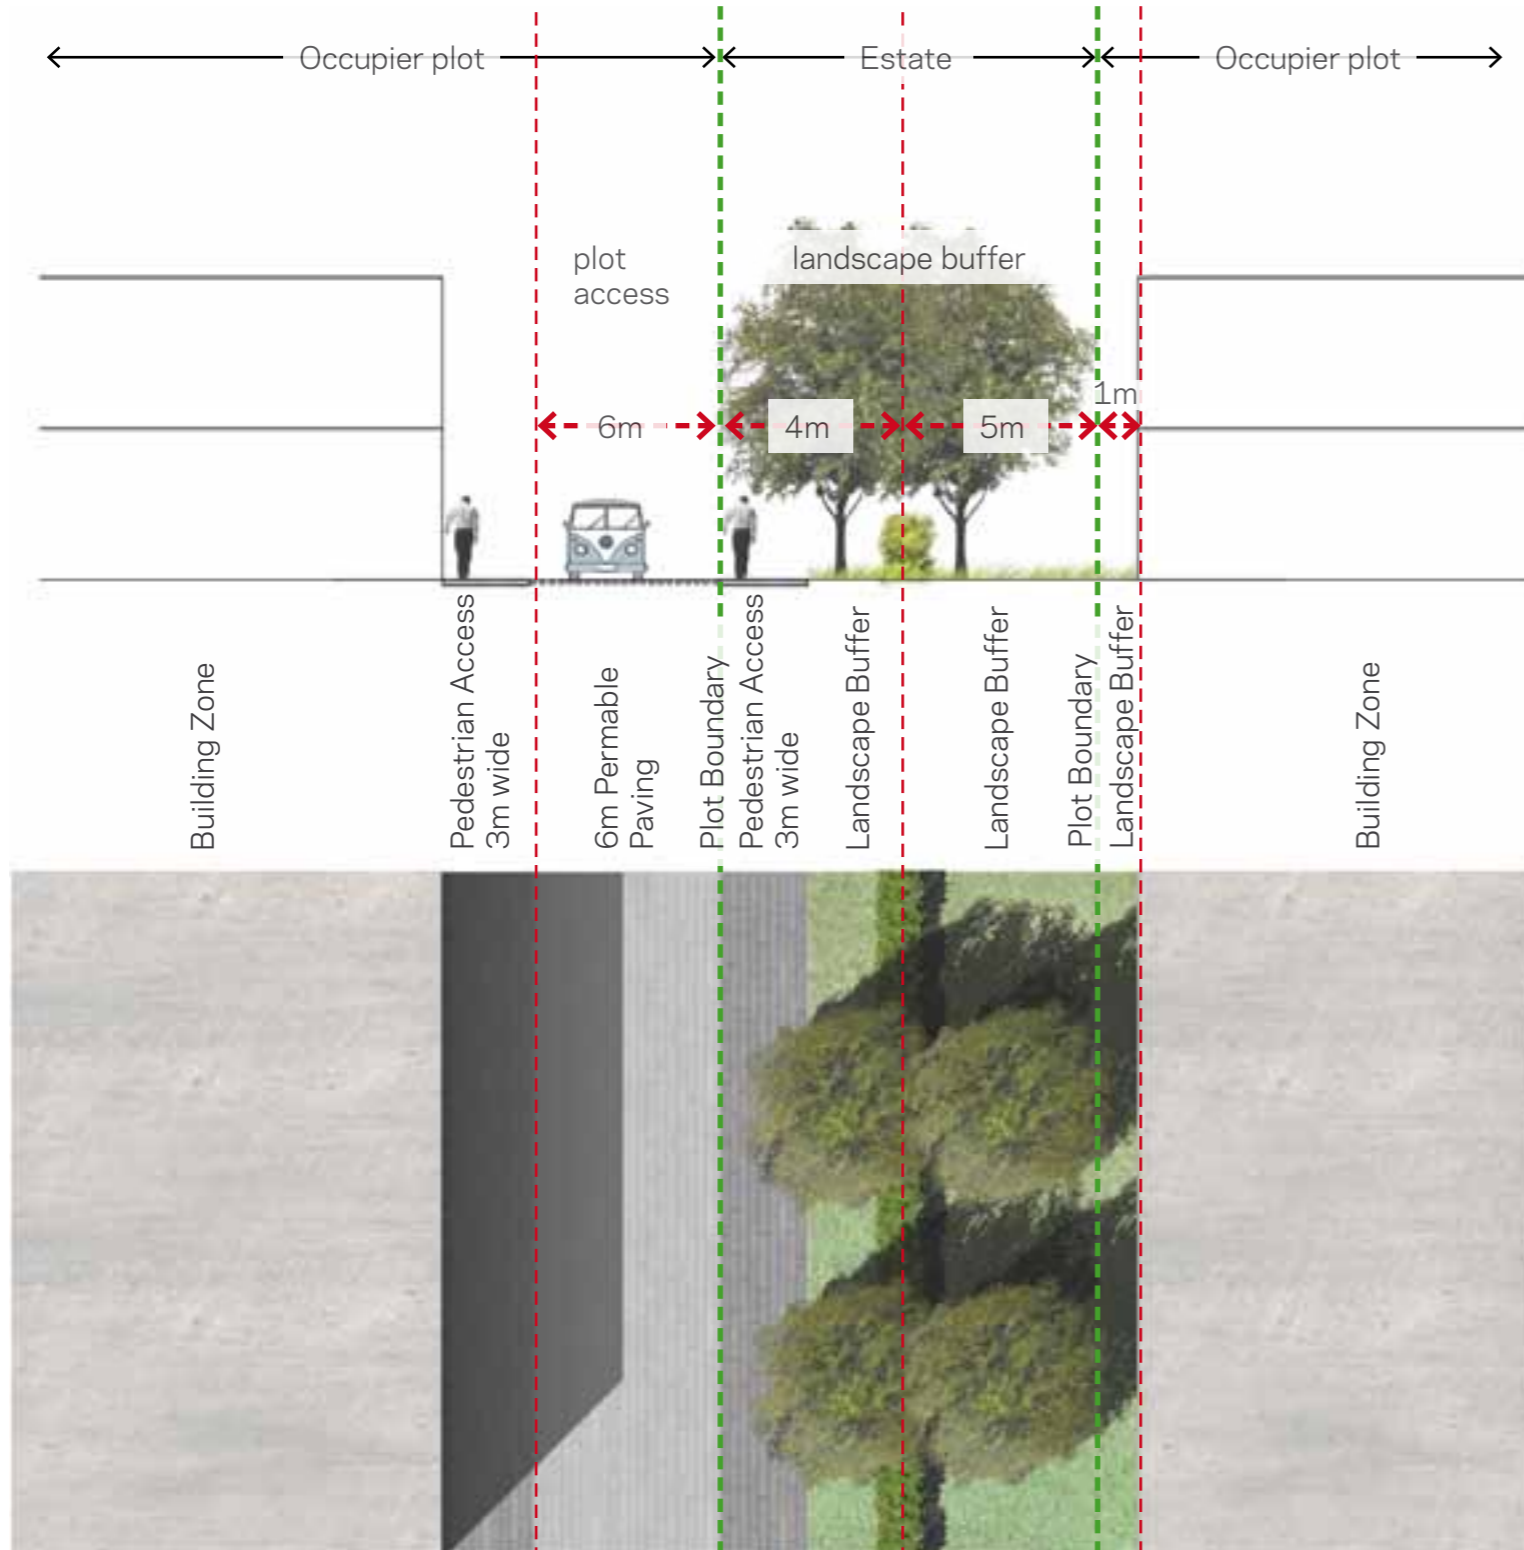 Occupier plot
Estate
Occupier plot
plot
access
landscape buffer
1m
6m
4m
5m
Building Zone
Pedestrian Access
3m wide
6m Permable
Paving
Plot Boundary
Pedestrian Access
3m wide
Landscape Buffer
Landscape Buffer
Plot Boundary
Landscape Buffer
Building Zone